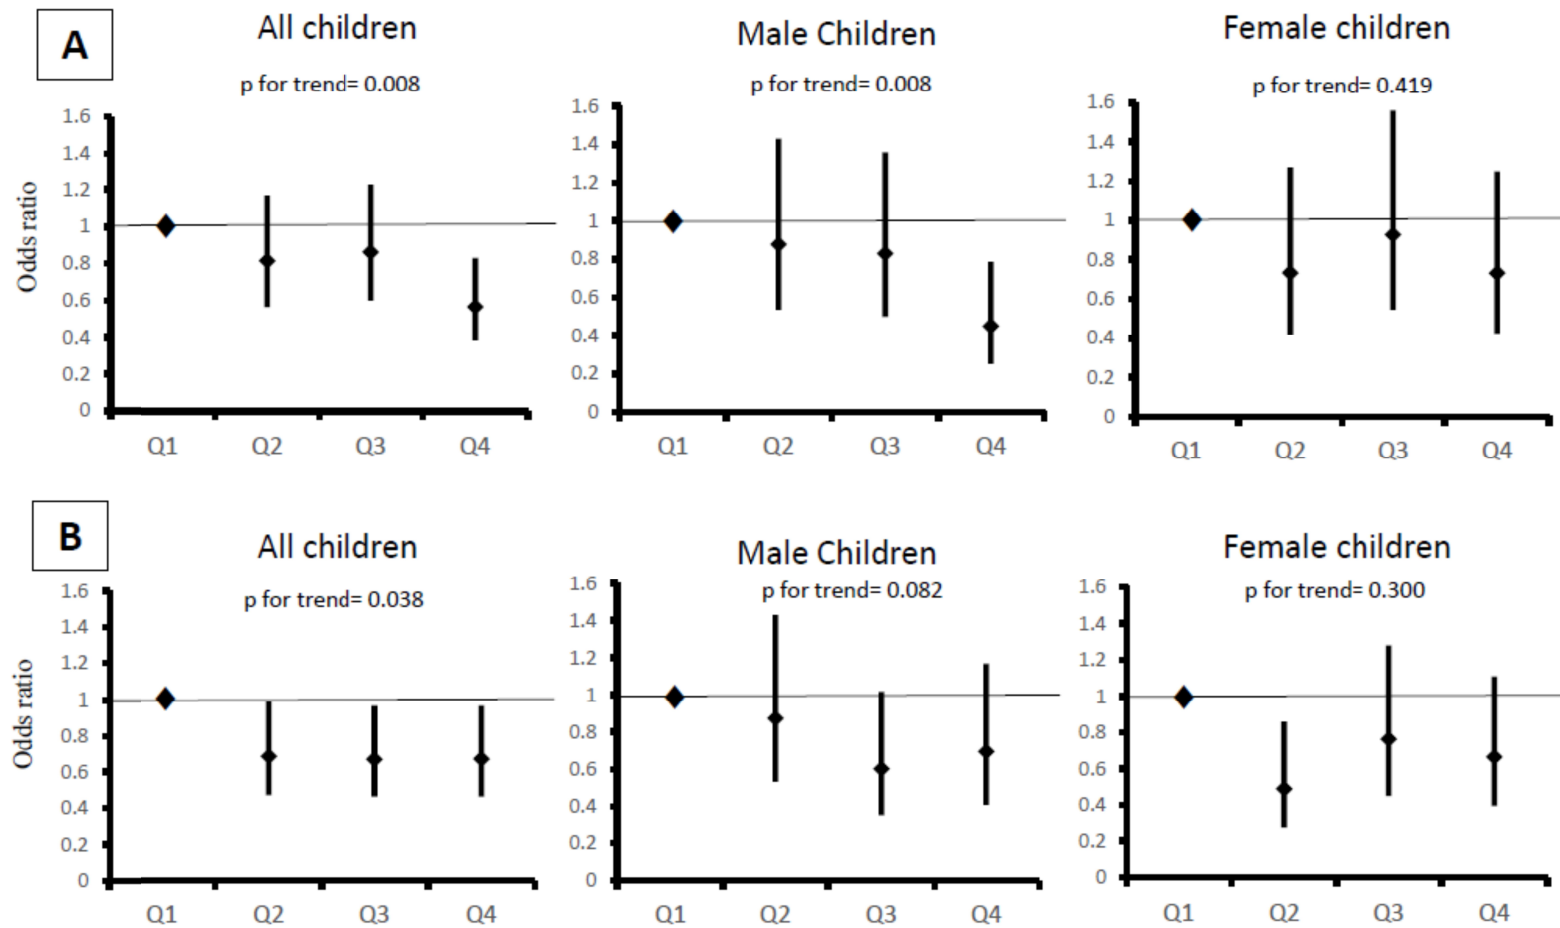 A
All children
p for trend= 0.008
Odds ratio
1.6
1.4
1.2
1
0.8
0.6
0.4
0.2
0
Q1 Q2 Q3 Q4
Male Children
p for trend= 0.008
1.6
1.4
1.2
1
0.8
0.6
0.4
0.2
0
Q1 Q2 Q3 Q4
Female children
p for trend= 0.419
1.6
1.4
1.2
1
0.8
0.6
0.4
0.2
0
Q1 Q2 Q3 Q4
B
All children
p for trend= 0.038
Odds ratio
1.6
1.4
1.2
1
0.8
0.6
0.4
0.2
0
Q1 Q2 Q3 Q4
Male Children
p for trend= 0.082
1.6
1.4
1.2
1
0.8
0.6
0.4
0.2
0
Q1 Q2 Q3 Q4
Female children
p for trend= 0.300
1.6
1.4
1.2
1
0.8
0.6
0.4
0.2
0
Q1 Q2 Q3 Q4